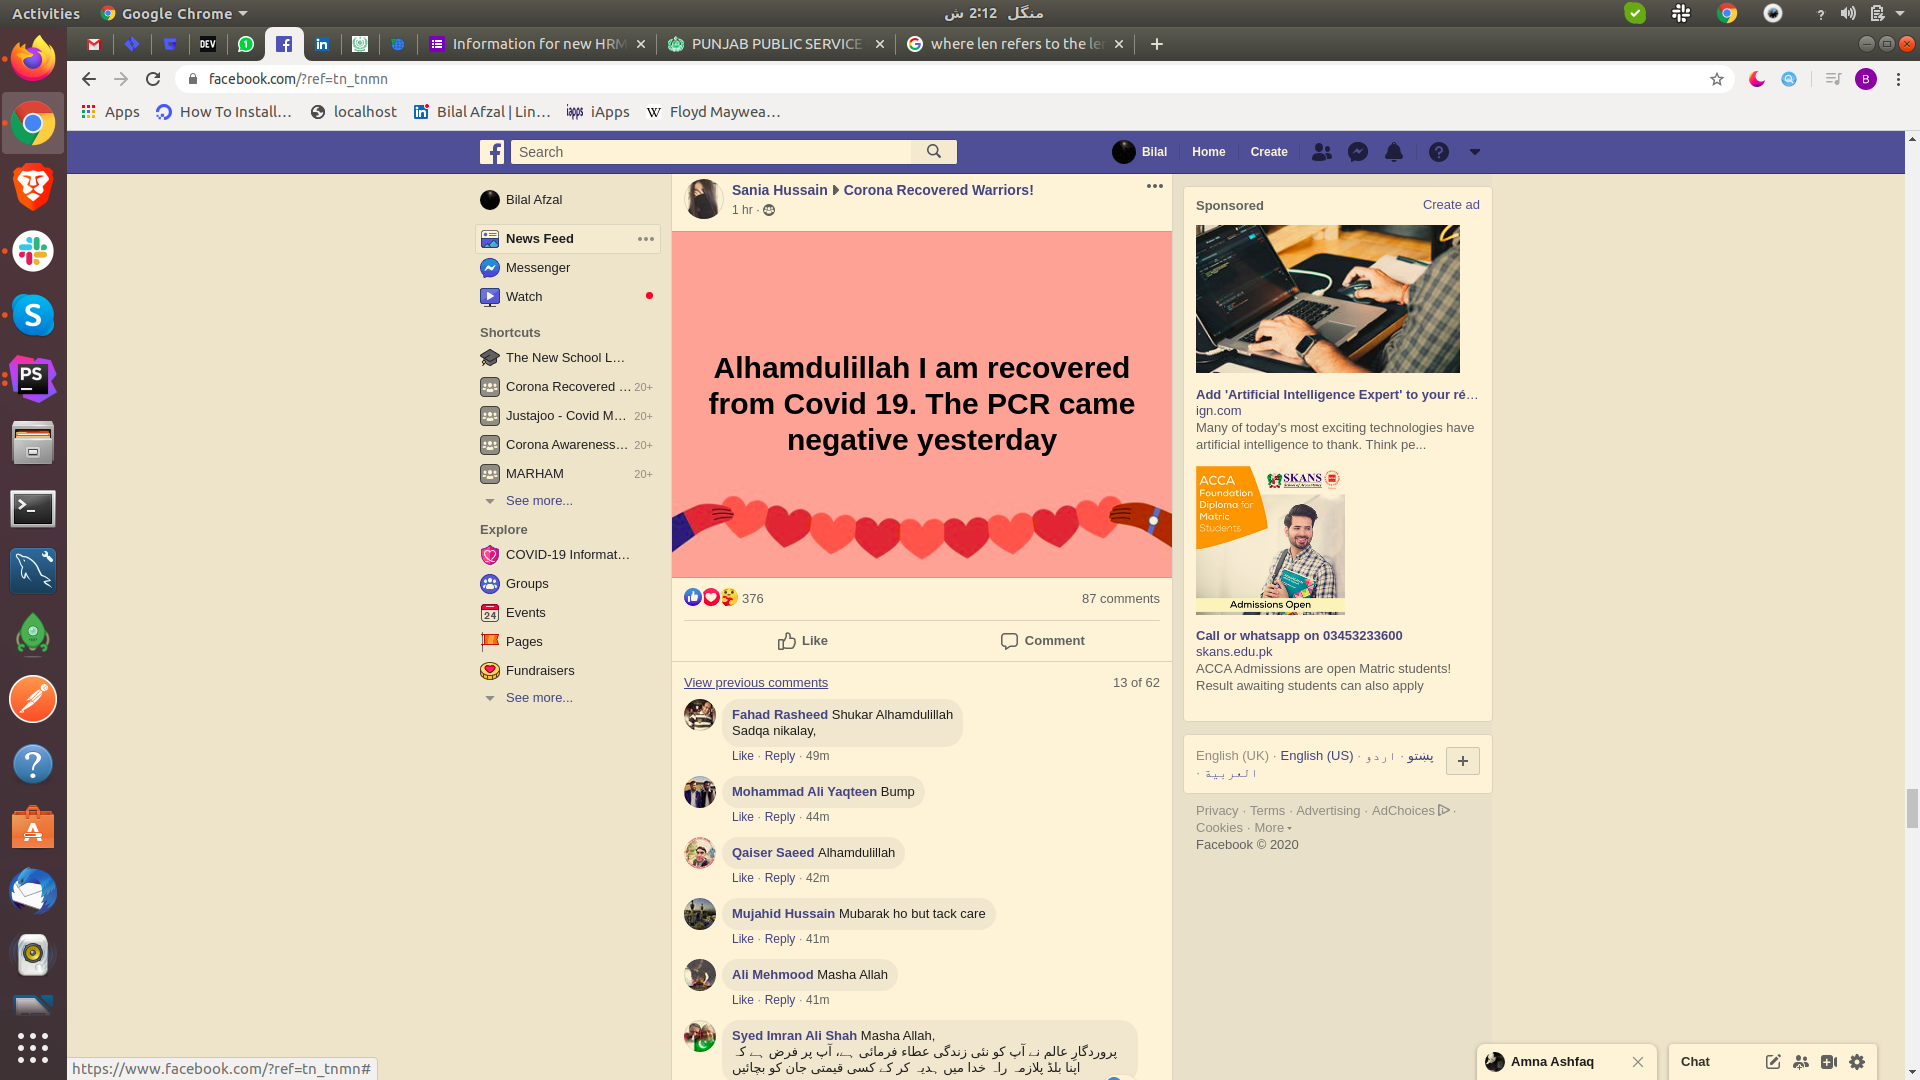 Activities
Google Chrome
منگل 2:12 ش
DEV
Information for new HRM
PUNJAB PUBLIC SERVICE
where len refers to the len
facebook.com/?ref=tn_tnmn
B
Apps
How To Install...
localhost
Bilal Afzal | Lin...
iApps
W
Floyd Maywea...
Search
Bilal
Home
Create
Bilal Afzal
News Feed
Messenger
Watch
Shortcuts
The New School L...
Corona Recovered ... 20+
Justajoo - Covid M... 20+
Corona Awareness... 20+
MARHAM 20+
See more...
Explore
COVID-19 Informat...
Groups
24
Events
Pages
Fundraisers
See more...
Sania Hussain
Corona Recovered Warriors!
1 hr ·
Alhamdulillah I am recovered
from Covid 19. The PCR came
negative yesterday
376
87 comments
Like
Comment
View previous comments
13 of 62
Fahad Rasheed Shukar Alhamdulillah
Sadqa nikalay,
Like · Reply · 49m
Mohammad Ali Yaqteen Bump
Like · Reply · 44m
Qaiser Saeed Alhamdulillah
Like · Reply · 42m
Mujahid Hussain Mubarak ho but tack care
Like · Reply · 41m
Ali Mehmood Masha Allah
Like · Reply · 41m
Syed Imran Ali Shah Masha Allah,
پروردگارِ عالم نے آپ کو نئی زندگی عطاء فرمائی ہے، آپ پر فرض ہے کہ
اپنا بلڈ پلازمہ راہ خدا میں ہدیہ کر کے کسی قیمتی جان کو بچائیں
Sponsored
Create ad
Add 'Artificial Intelligence Expert' to your ré...
ign.com
Many of today's most exciting technologies have
artificial intelligence to thank. Think pe...
ACCA
Foundation
Diploma for
Matric
Students
SKANS
Admissions Open
Call or whatsapp on 03453233600
skans.edu.pk
ACCA Admissions are open Matric students!
Result awaiting students can also apply
English (UK) · English (US) · اردو · پښتو
· العربية
Privacy · Terms · Advertising · AdChoices ·
Cookies · More
Facebook © 2020
Amna Ashfaq
Chat
PS
S
https://www.facebook.com/?ref=tn_tnmn#